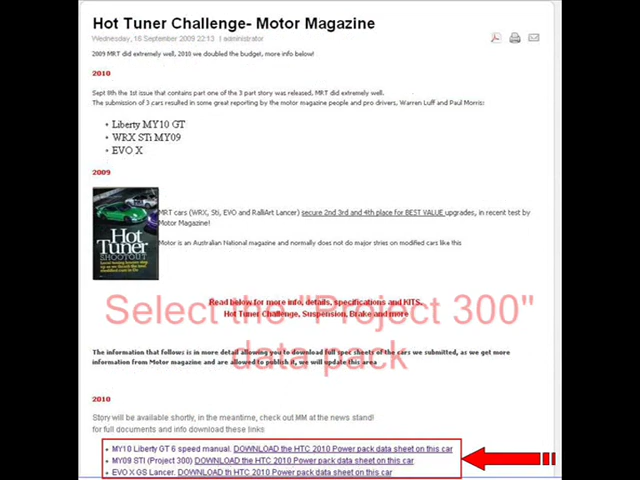 Hot Tuner Challenge- Motor Magazine
Wednesday, 16 September 2009 22:13 | administrator
2009 MRT did extremely well, 2010 we doubled the budget, more info below!
2010
Sept 8th the 1st issue that contains part one of the 3 part story was released, MRT did extremely well.
The submission of 3 cars resulted in some great reporting by the motor magazine people and pro drivers, Warren Luff and Paul Morris:
• Liberty MY10 GT
• WRX STi MY09
• EVO X
2009
Hot
Tuner
SHOOTOUT
MRT cars (WRX, Sti, EVO and RalliArt Lancer) secure 2nd 3rd and 4th place for BEST VALUE upgrades, in recent test by
Motor Magazine!
Motor is an Australian National magazine and normally does not do major stries on modified cars like this
Read below for more info, details, specifications and KITS.
Hot Tuner Challenge, Suspension, Brake and more
Select the "Project 300"
data pack
The information that follows is in more detail allowing you to download full spec sheets of the cars we submitted, as we get more
information from Motor magazine and are allowed to publish it, we will update this area
2010
Story will be available shortly, in the meantime, check out MM at the news stand!
for full documents and info download these links
• MY10 Liberty GT 6 speed manual. DOWNLOAD the HTC 2010 Power pack data sheet on this car
• MY09 STI (Project 300) DOWNLOAD the HTC 2010 Power pack data sheet on this car
• EVO X GS Lancer. DOWNLOAD th HTC 2010 Power pack data sheet on this car